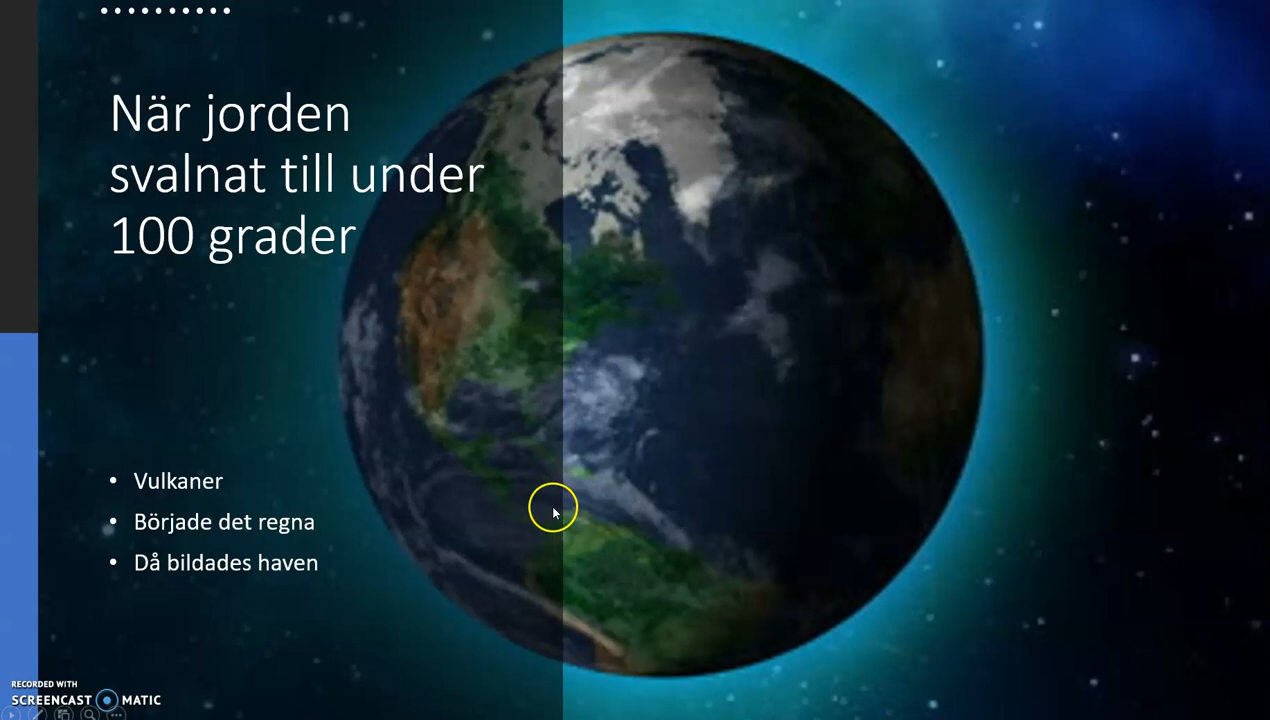 När jorden
svalnat till under
100 grader
• Vulkaner
• Började det regna
• Då bildades haven
RECORDED WITH
SCREENCAST MATIC